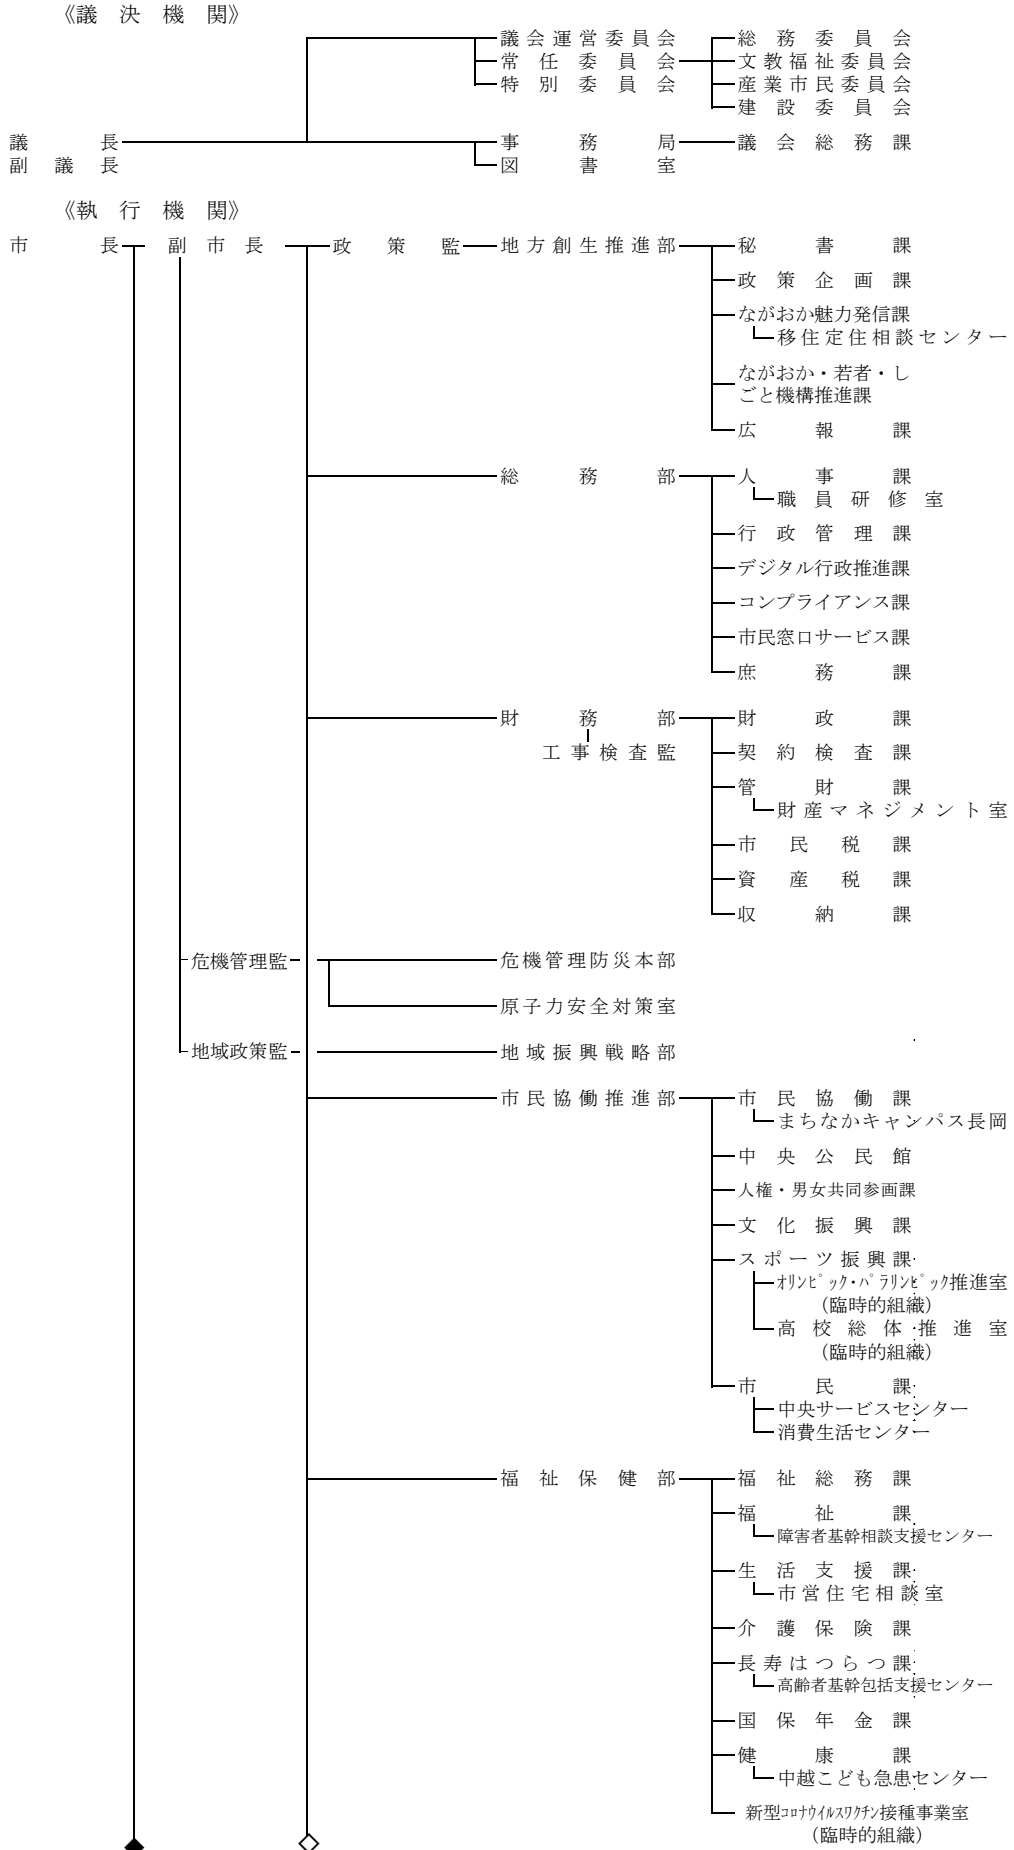 《議決機関》
議会運営委員会 総務委員会
常任委員会 文教福祉委員会
特別委員会 産業市民委員会
建設委員会
議長 事務局 議会総務課
副議長 図書室
《執行機関》
市長 副市長 政策監 地方創生推進部 秘書課
政策企画課
ながおか魅力発信課
移住定住相談センター
ながおか・若者・し
ごと機構推進課
広報課
総務部 人事課
職員研修室
行政管理課
デジタル行政推進課
コンプライアンス課
市民窓口サービス課
庶務課
財務部 財政課
工事検査監 契約検査課
管財課
財産マネジメント室
市民税課
資産税課
収納課
危機管理監 危機管理防災本部
原子力安全対策室
地域政策監 地域振興戦略部
市民協働推進部 市民協働課
まちなかキャンパス長岡
中央公民館
人権・男女共同参画課
文化振興課
スポーツ振興課
ｵﾘﾝﾋﾟｯｸ・ﾊﾟﾗﾘﾝﾋﾟｯｸ推進室
（臨時的組織）
高校総体推進室
（臨時的組織）
市民課
中央サービスセンター
消費生活センター
福祉保健部 福祉総務課
福祉課
障害者基幹相談支援センター
生活支援課
市営住宅相談室
介護保険課
長寿はつらつ課
高齢者基幹包括支援センター
国保年金課
健康課
中越こども急患センター
新型ｺﾛﾅｳｲﾙｽﾜｸﾁﾝ接種事業室
（臨時的組織）